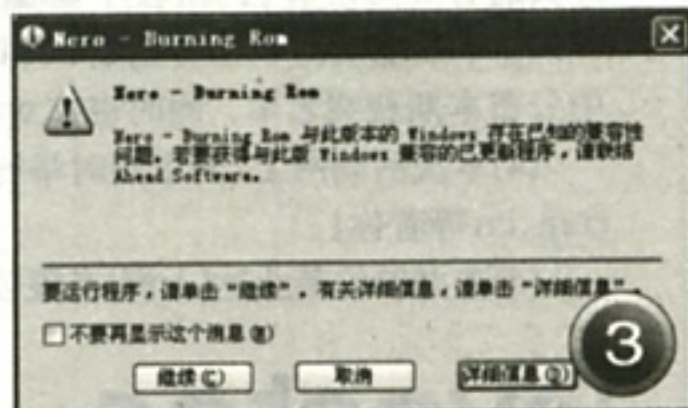 Nero - Burning Rom
Nero - Burning Rom
Nero - Burning Rom 与此版本的 Windows 存在已知的兼容性
问题。若要获得与此版 Windows 兼容的已更新程序，请联络
Ahead Software。
要运行程序，请单击“继续”。有关详细信息，请单击“详细信息”。
不要再显示这个消息
继续(C)
取消
详细信息(D)
3